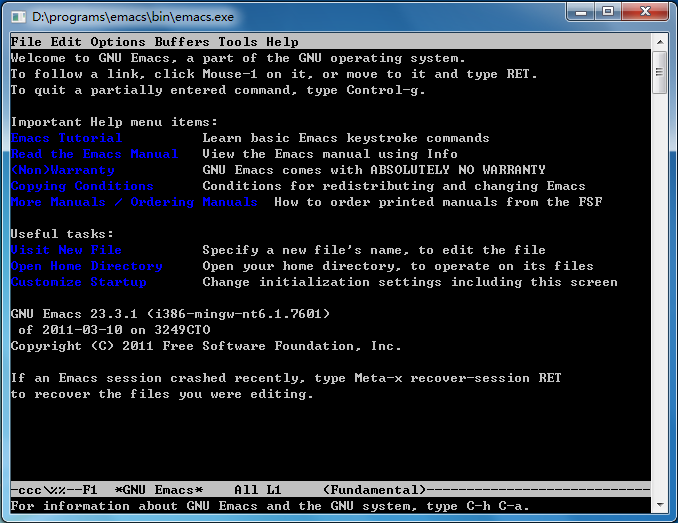 D:\programs\emacs\bin\emacs.exe
File Edit Options Buffers Tools Help
Welcome to GNU Emacs, a part of the GNU operating system.
To follow a link, click Mouse-1 on it, or move to it and type RET.
To quit a partially entered command, type Control-g.
Important Help menu items:
Emacs Tutorial Learn basic Emacs keystroke commands
Read the Emacs Manual View the Emacs manual using Info
(Non)Warranty GNU Emacs comes with ABSOLUTELY NO WARRANTY
Copying Conditions Conditions for redistributing and changing Emacs
More Manuals / Ordering Manuals How to order printed manuals from the FSF
Useful tasks:
Visit New File Specify a new file's name, to edit the file
Open Home Directory Open your home directory, to operate on its files
Customize Startup Change initialization settings including this screen
GNU Emacs 23.3.1 (i386-mingw-nt6.1.7601)
of 2011-03-10 on 3249CTO
Copyright (C) 2011 Free Software Foundation, Inc.
If an Emacs session crashed recently, type Meta-x recover-session RET
to recover the files you were editing.
-ccc\%%--F1 *GNU Emacs* All L1 (Fundamental)----------------------------
For information about GNU Emacs and the GNU system, type C-h C-a.